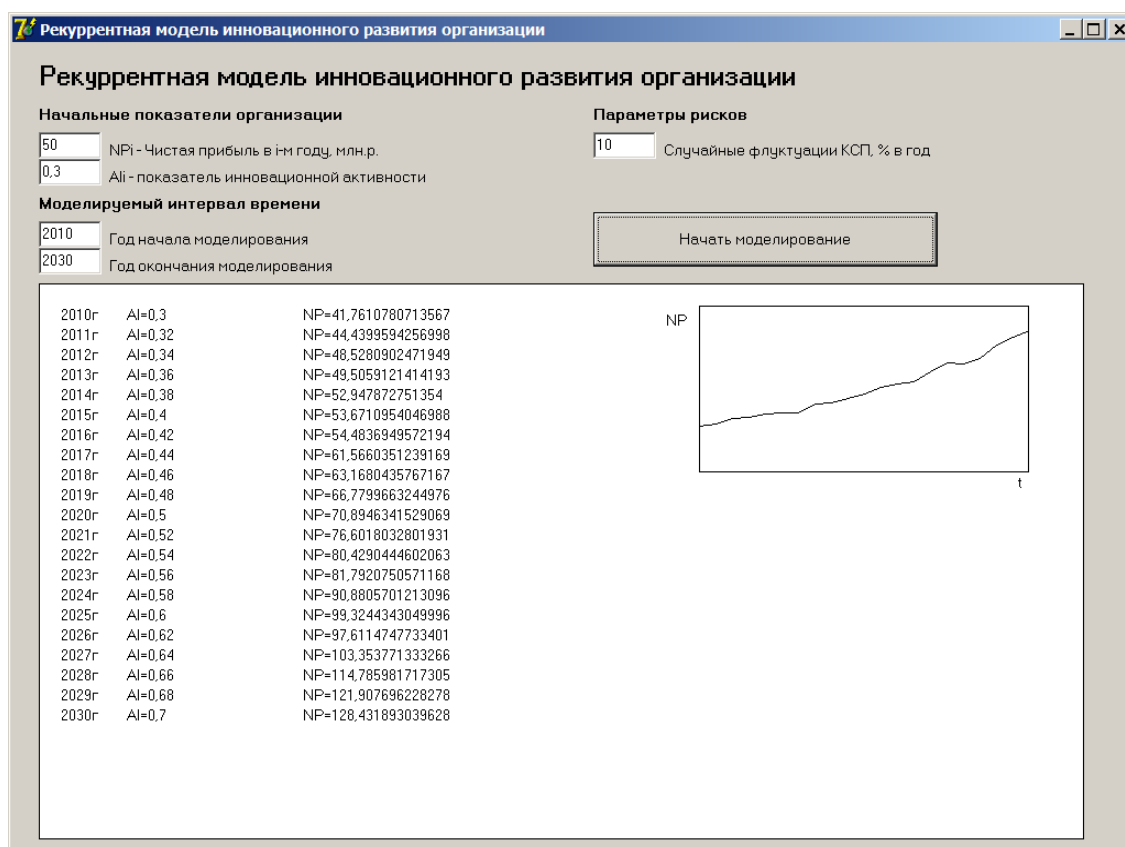 Рекуррентная модель инновационного развития организации
Рекуррентная модель инновационного развития организации
Начальные показатели организации
50 NPi - Чистая прибыль в i-м году, млн.р.
0,3 AIi - показатель инновационной активности
Моделируемый интервал времени
2010 Год начала моделирования
2030 Год окончания моделирования
Параметры рисков
10 Случайные флуктуации КСП, % в год
Начать моделирование
2010г AI=0,3 NP=41,7610780713567
2011г AI=0,32 NP=44,4399594256998
2012г AI=0,34 NP=48,5280902471949
2013г AI=0,36 NP=49,5059121414193
2014г AI=0,38 NP=52,947872751354
2015г AI=0,4 NP=53,6710954046988
2016г AI=0,42 NP=54,4836949572194
2017г AI=0,44 NP=61,5660351239169
2018г AI=0,46 NP=63,1680435767167
2019г AI=0,48 NP=66,7799663244976
2020г AI=0,5 NP=70,8946341529069
2021г AI=0,52 NP=76,6018032801931
2022г AI=0,54 NP=80,4290444602063
2023г AI=0,56 NP=81,7920750571168
2024г AI=0,58 NP=90,8805701213096
2025г AI=0,6 NP=99,3244343049996
2026г AI=0,62 NP=97,6114747733401
2027г AI=0,64 NP=103,353771333266
2028г AI=0,66 NP=114,785981717305
2029г AI=0,68 NP=121,907696228278
2030г AI=0,7 NP=128,431893039628
NP
t